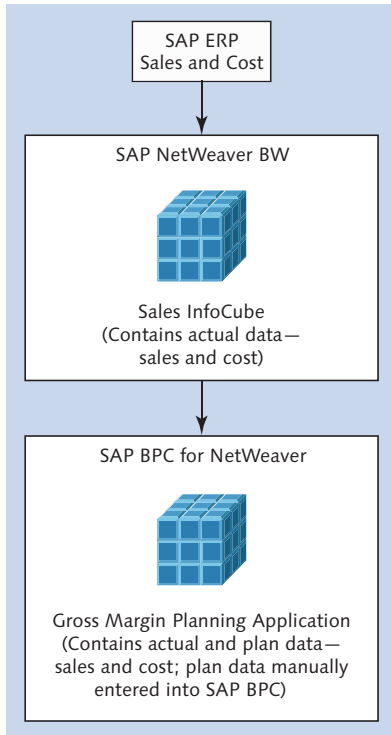 SAP ERP
Sales and Cost
SAP NetWeaver BW
Sales InfoCube
(Contains actual data—
sales and cost)
SAP BPC for NetWeaver
Gross Margin Planning Application
(Contains actual and plan data—
sales and cost; plan data manually
entered into SAP BPC)